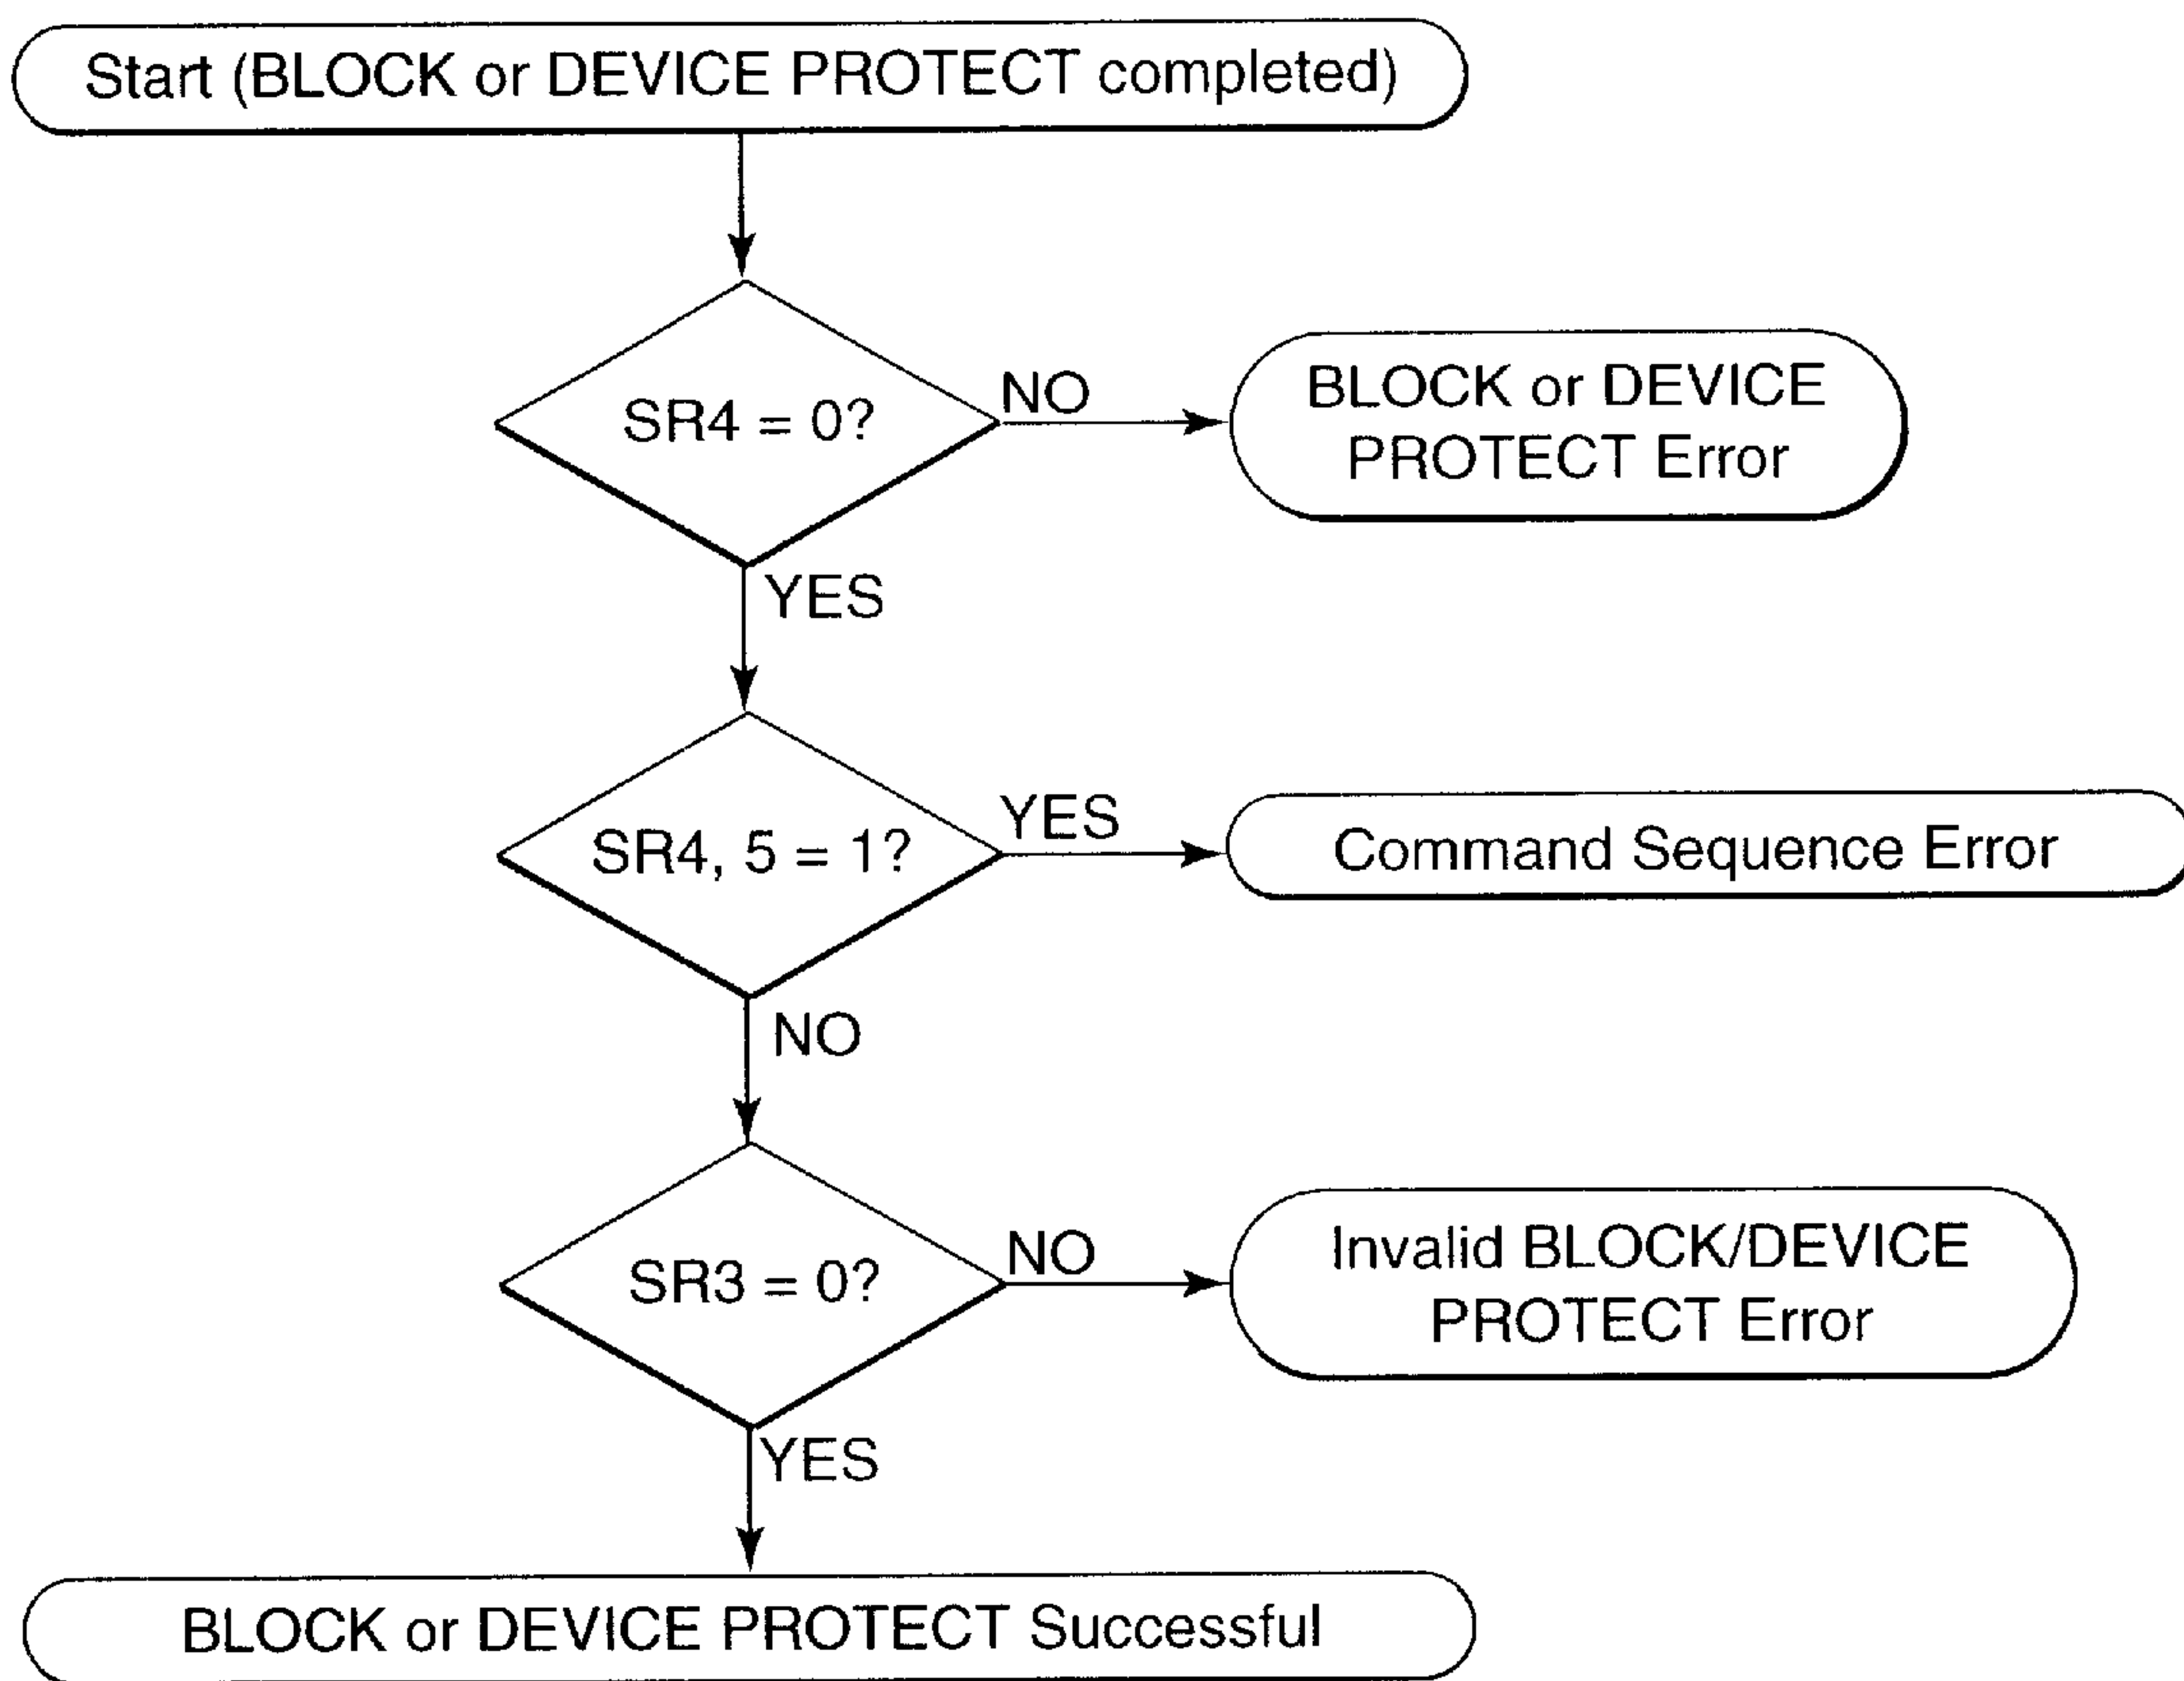 Start (BLOCK or DEVICE PROTECT completed)
SR4 = 0?
NO
BLOCK or DEVICE
PROTECT Error
YES
SR4, 5 = 1?
YES
Command Sequence Error
NO
SR3 = 0?
NO
Invalid BLOCK/DEVICE
PROTECT Error
YES
BLOCK or DEVICE PROTECT Successful